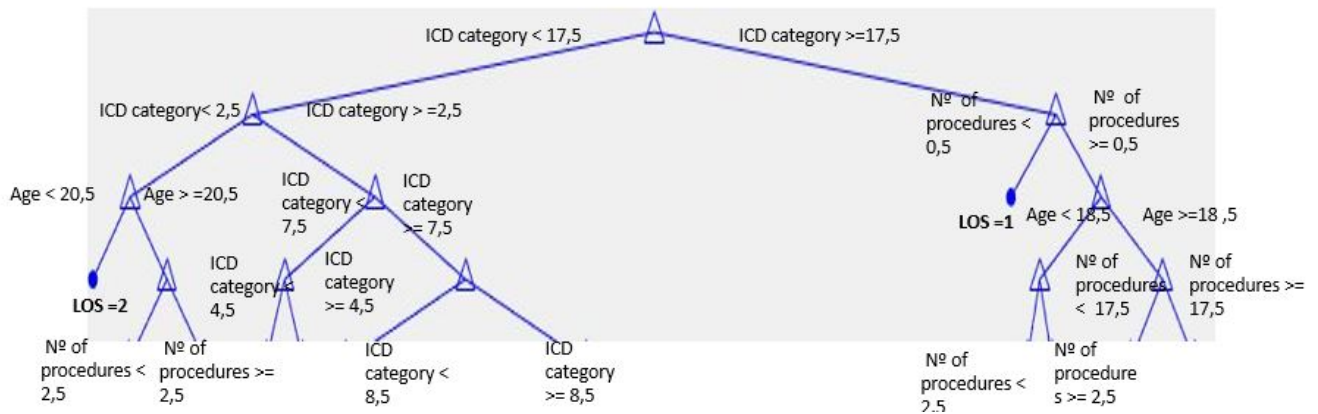 ICD category < 17,5
ICD category >=17,5
ICD category< 2,5
ICD category > =2,5
Nº of
procedures <
0,5
Nº of
procedures
>= 0,5
Age < 20,5
Age > =20,5
ICD
category <
7,5
ICD
category
>= 7,5
LOS =1
Age < 18,5
Age >=18 ,5
LOS =2
ICD
category <
4,5
ICD
category
>= 4,5
Nº of
procedures
< 17,5
Nº of
procedures >=
17,5
Nº of
procedures <
2,5
Nº of
procedures >=
2,5
ICD
category <
8,5
ICD
category
>= 8,5
Nº of
procedures <
2,5
Nº of
procedure
s >= 2,5